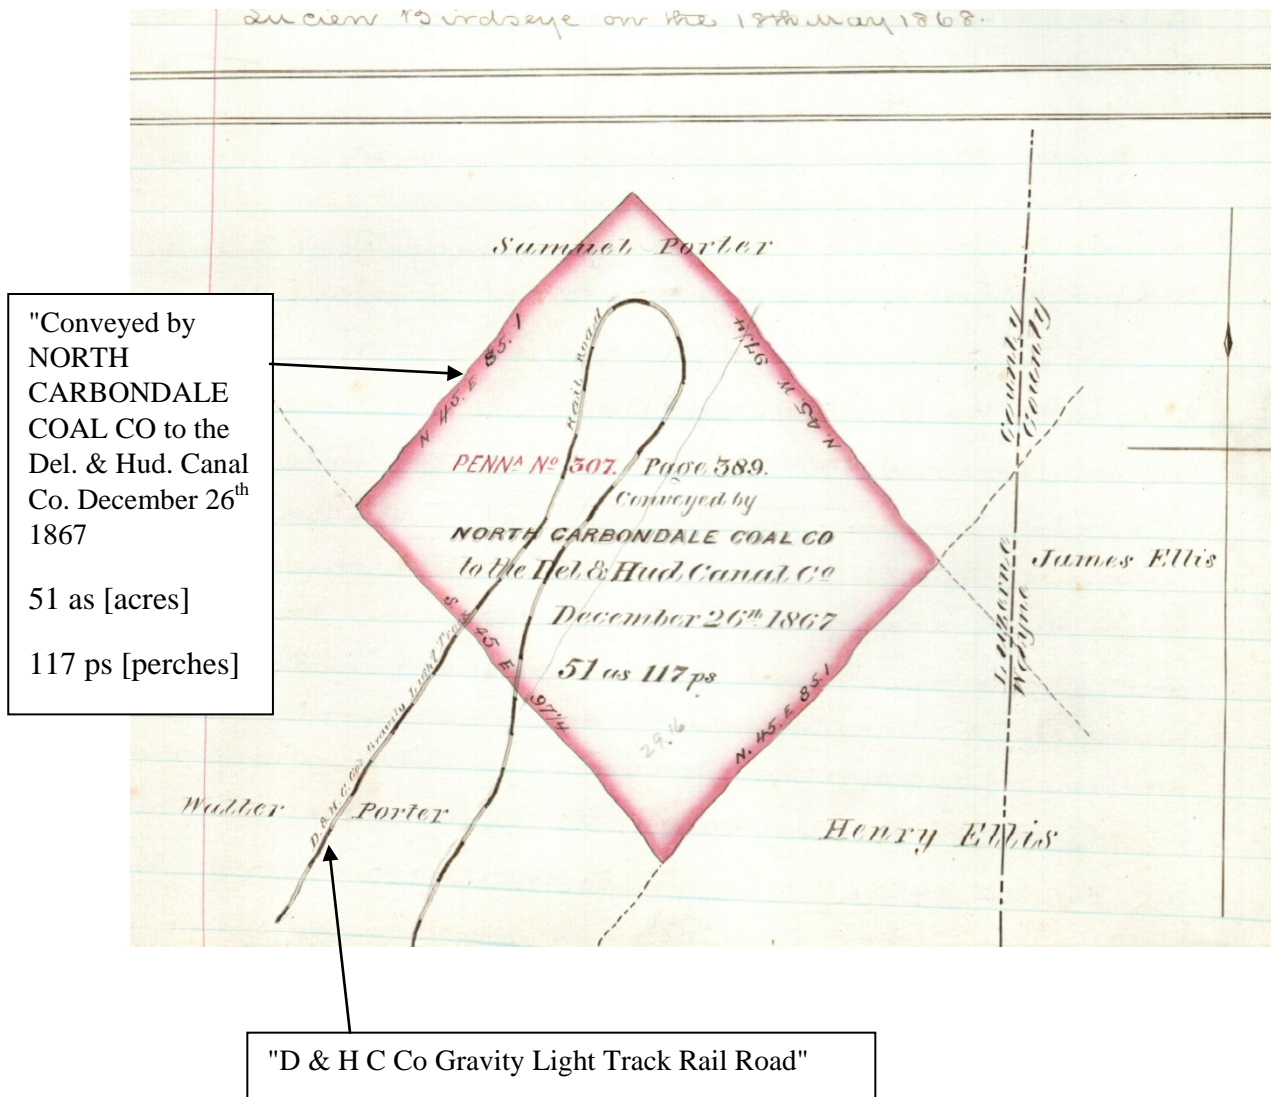 Lucien Birdseye on the 18th May 1868.
Samuel Porter
"Conveyed by
NORTH
CARBONDALE
COAL CO to the
Del. & Hud. Canal
Co. December 26th
1867
51 as [acres]
117 ps [perches]
N 45. E 85.1
Rail Road
97/4
N. 45 W
County
County
PENNA No 307. Page 389.
Conveyed by
NORTH CARBONDALE COAL CO
to the Del & Hud Canal Co
December 26th 1867
51 as 117 ps
29.16
James Ellis
Luzerne
Wayne
S. 45 E 97/4
N. 45. E 85.1
D. & H. C. Co's Gravity Light Track
Walter Porter
Henry Ellis
"D & H C Co Gravity Light Track Rail Road"